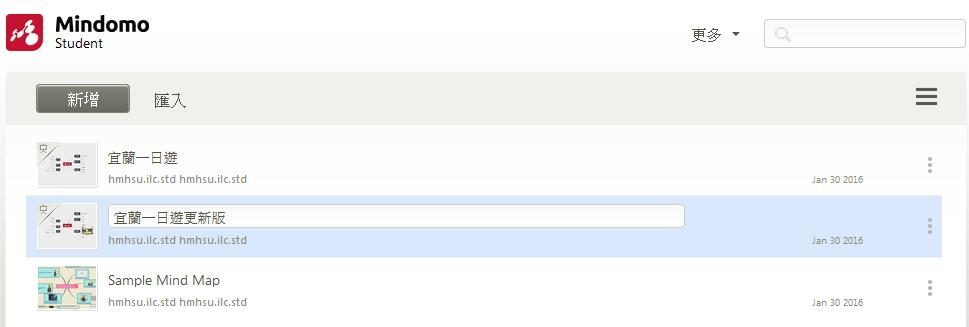 Mindomo
Student
更多
新增
匯入
宜蘭一日遊
hmhsu.ilc.std hmhsu.ilc.std
Jan 30 2016
宜蘭一日遊更新版
hmhsu.ilc.std hmhsu.ilc.std
Jan 30 2016
Sample Mind Map
hmhsu.ilc.std hmhsu.ilc.std
Jan 30 2016